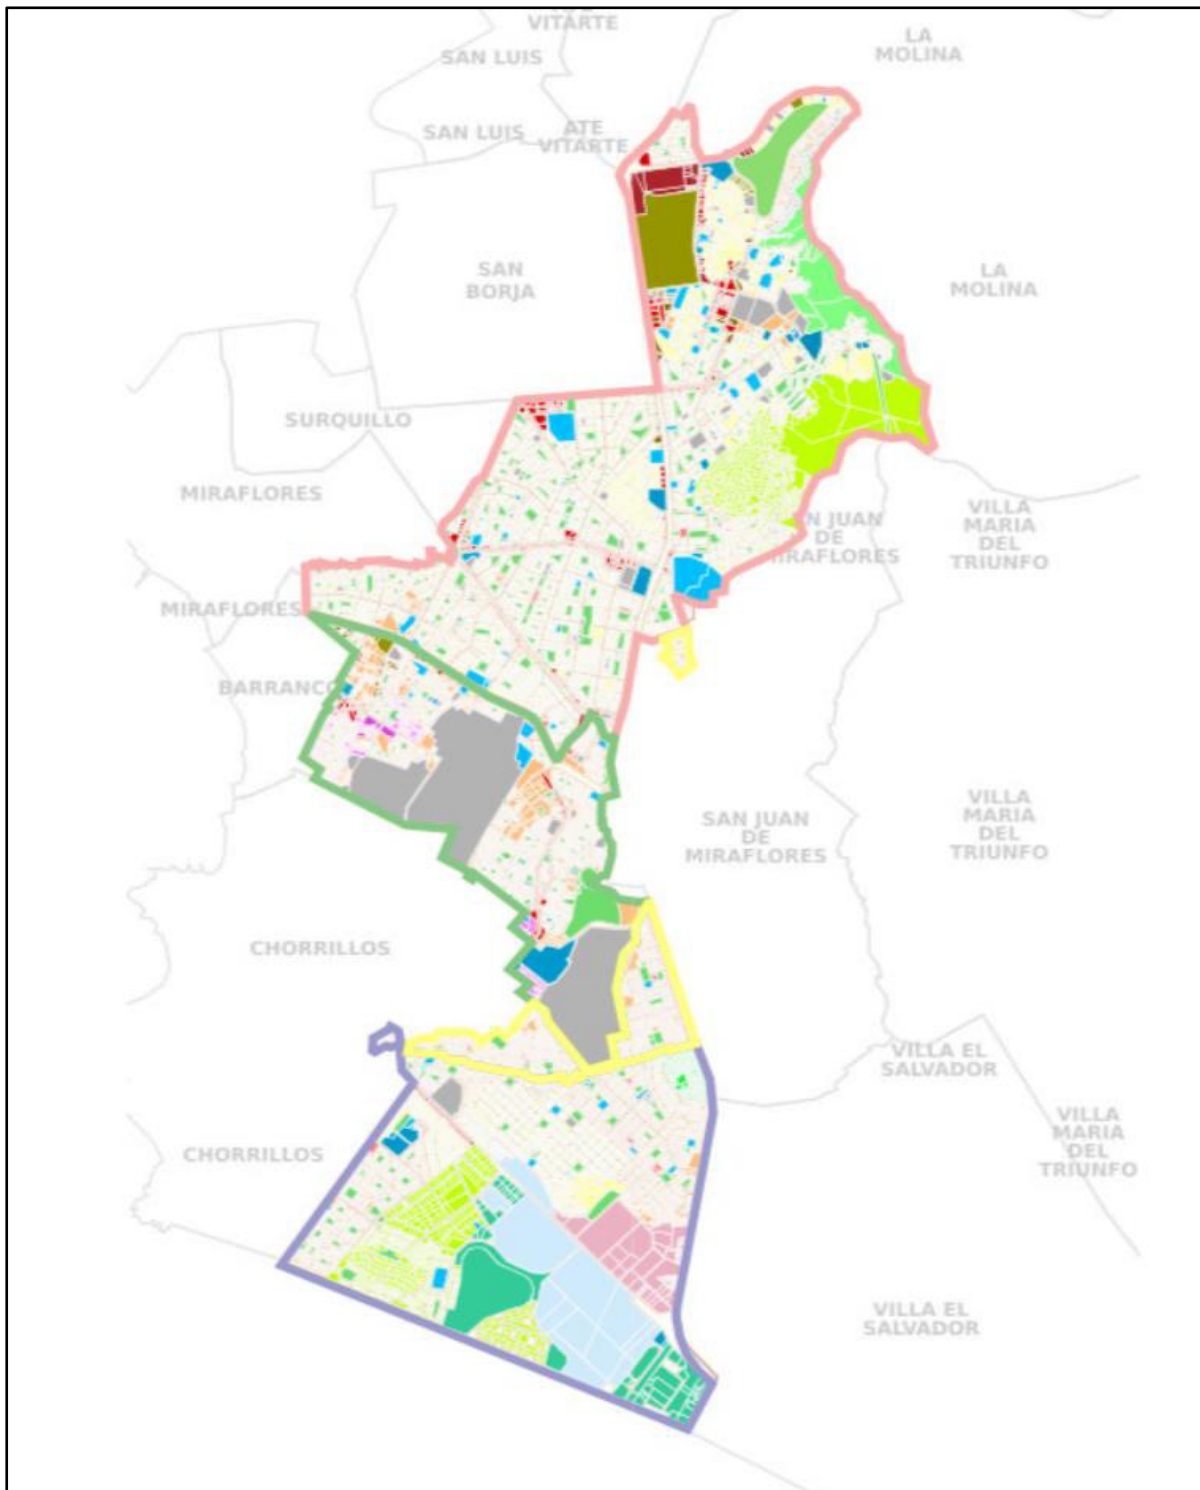 VITARTE
LA
MOLINA
SAN LUIS
SAN LUIS
ATE
VITARTE
SAN
BORJA
LA
MOLINA
SURQUILLO
MIRAFLORES
JUAN
DE
MIRAFLORES
VILLA
MARIA
DEL
TRIUNFO
MIRAFLORES
BARRANCO
SAN JUAN
DE
MIRAFLORES
VILLA
MARIA
DEL
TRIUNFO
CHORRILLOS
VILLA EL
SALVADOR
CHORRILLOS
VILLA
MARIA
DEL
TRIUNFO
VILLA EL
SALVADOR